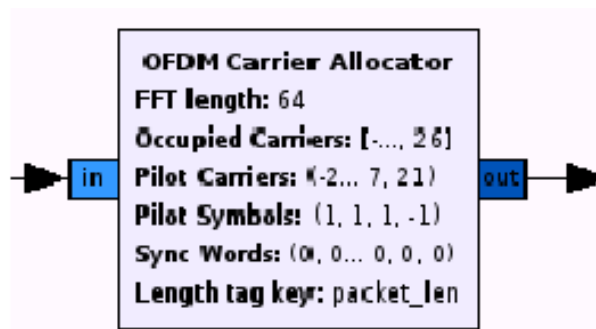 OFDM Carrier Allocator
FFT length: 64
Occupied Carriers: [-..., 26]
in
Pilot Carriers: (-2... 7, 21)
out
Pilot Symbols: (1, 1, 1, -1)
Sync Words: (0, 0... 0, 0, 0)
Length tag key: packet_len